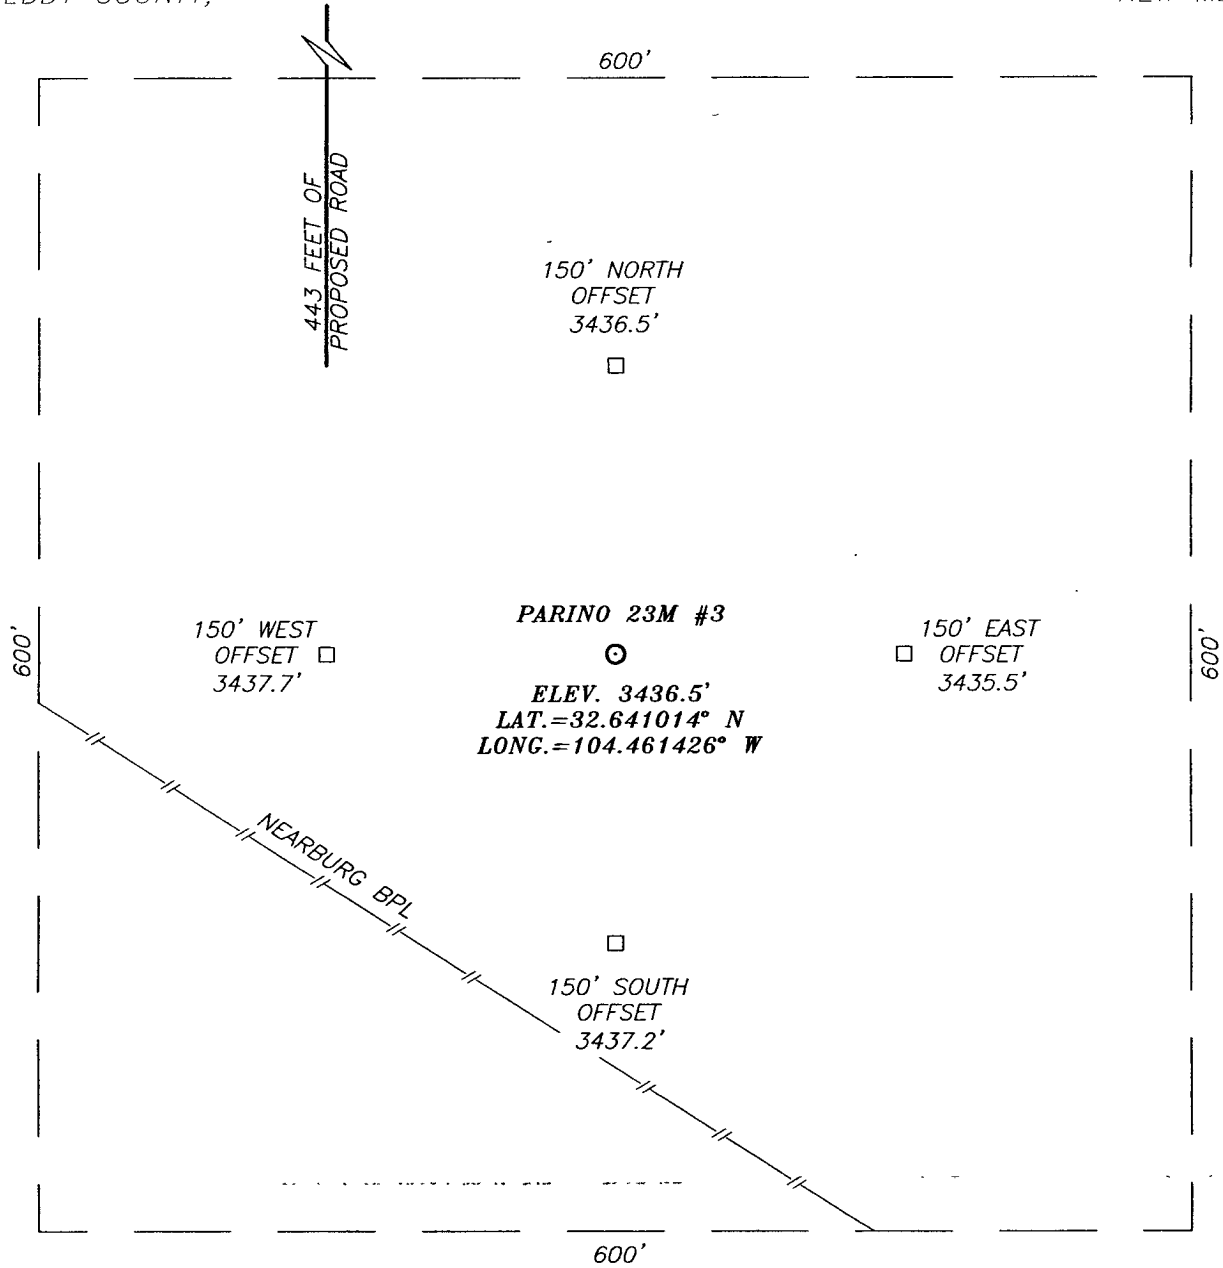 EDDY COUNTY,
600'
443 FEET OF
PROPOSED ROAD
150' NORTH
OFFSET
3436.5'
600'
150' WEST
OFFSET
3437.7'
PARINO 23M #3
ELEV. 3436.5'
LAT.=32.641014° N
LONG.=104.461426° W
150' EAST
OFFSET
3435.5'
600'
NEARBURG BPL
150' SOUTH
OFFSET
3437.2'
600'